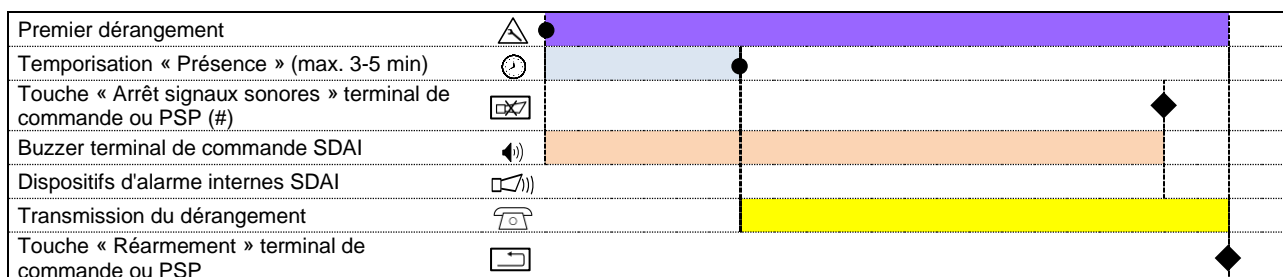 Premier dérangement
Temporisation « Présence » (max. 3-5 min)
Touche « Arrêt signaux sonores » terminal de
commande ou PSP (#)
Buzzer terminal de commande SDAI
Dispositifs d'alarme internes SDAI
Transmission du dérangement
Touche « Réarmement » terminal de
commande ou PSP